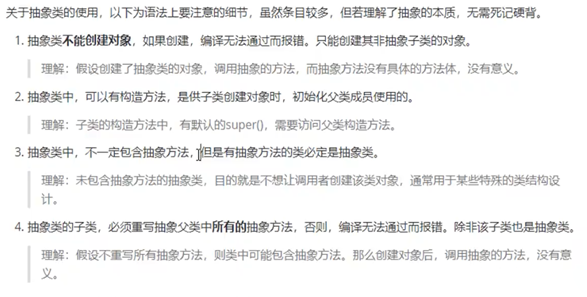 关于抽象类的使用，以下为语法上要注意的细节，虽然条目较多，但若理解了抽象的本质，无需死记硬背。
1. 抽象类不能创建对象，如果创建，编译无法通过而报错。只能创建其非抽象子类的对象。
理解：假设创建了抽象类的对象，调用抽象的方法，而抽象方法没有具体的方法体，没有意义。
2. 抽象类中，可以有构造方法，是供子类创建对象时，初始化父类成员使用的。
理解：子类的构造方法中，有默认的super()，需要访问父类构造方法。
3. 抽象类中，不一定包含抽象方法，但是有抽象方法的类必定是抽象类。
理解：未包含抽象方法的抽象类，目的就是不想让调用者创建该类对象，通常用于某些特殊的类结构设
计。
4. 抽象类的子类，必须重写抽象父类中所有的抽象方法，否则，编译无法通过而报错。除非该子类也是抽象类。
理解：假设不重写所有抽象方法，则类中可能包含抽象方法。那么创建对象后，调用抽象的方法，没有意
义。